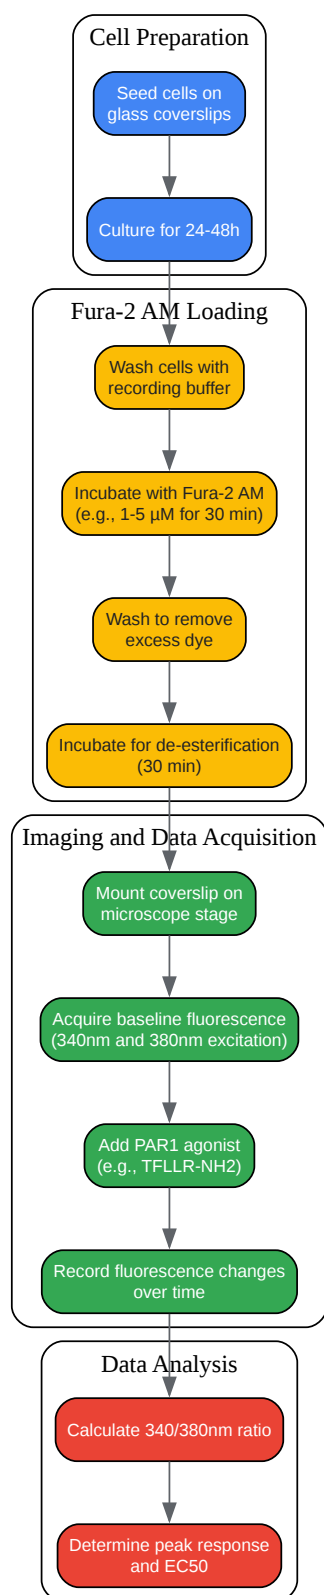 Cell Preparation
Seed cells on
glass coverslips
Culture for 24-48h
Fura-2 AM Loading
Wash cells with
recording buffer
Incubate with Fura-2 AM
(e.g., 1-5 µM for 30 min)
Wash to remove
excess dye
Incubate for de-esterification
(30 min)
Imaging and Data Acquisition
Mount coverslip on
microscope stage
Acquire baseline fluorescence
(340nm and 380nm excitation)
Add PAR1 agonist
(e.g., TFLLR-NH2)
Record fluorescence changes
over time
Data Analysis
Calculate 340/380nm ratio
Determine peak response
and EC50